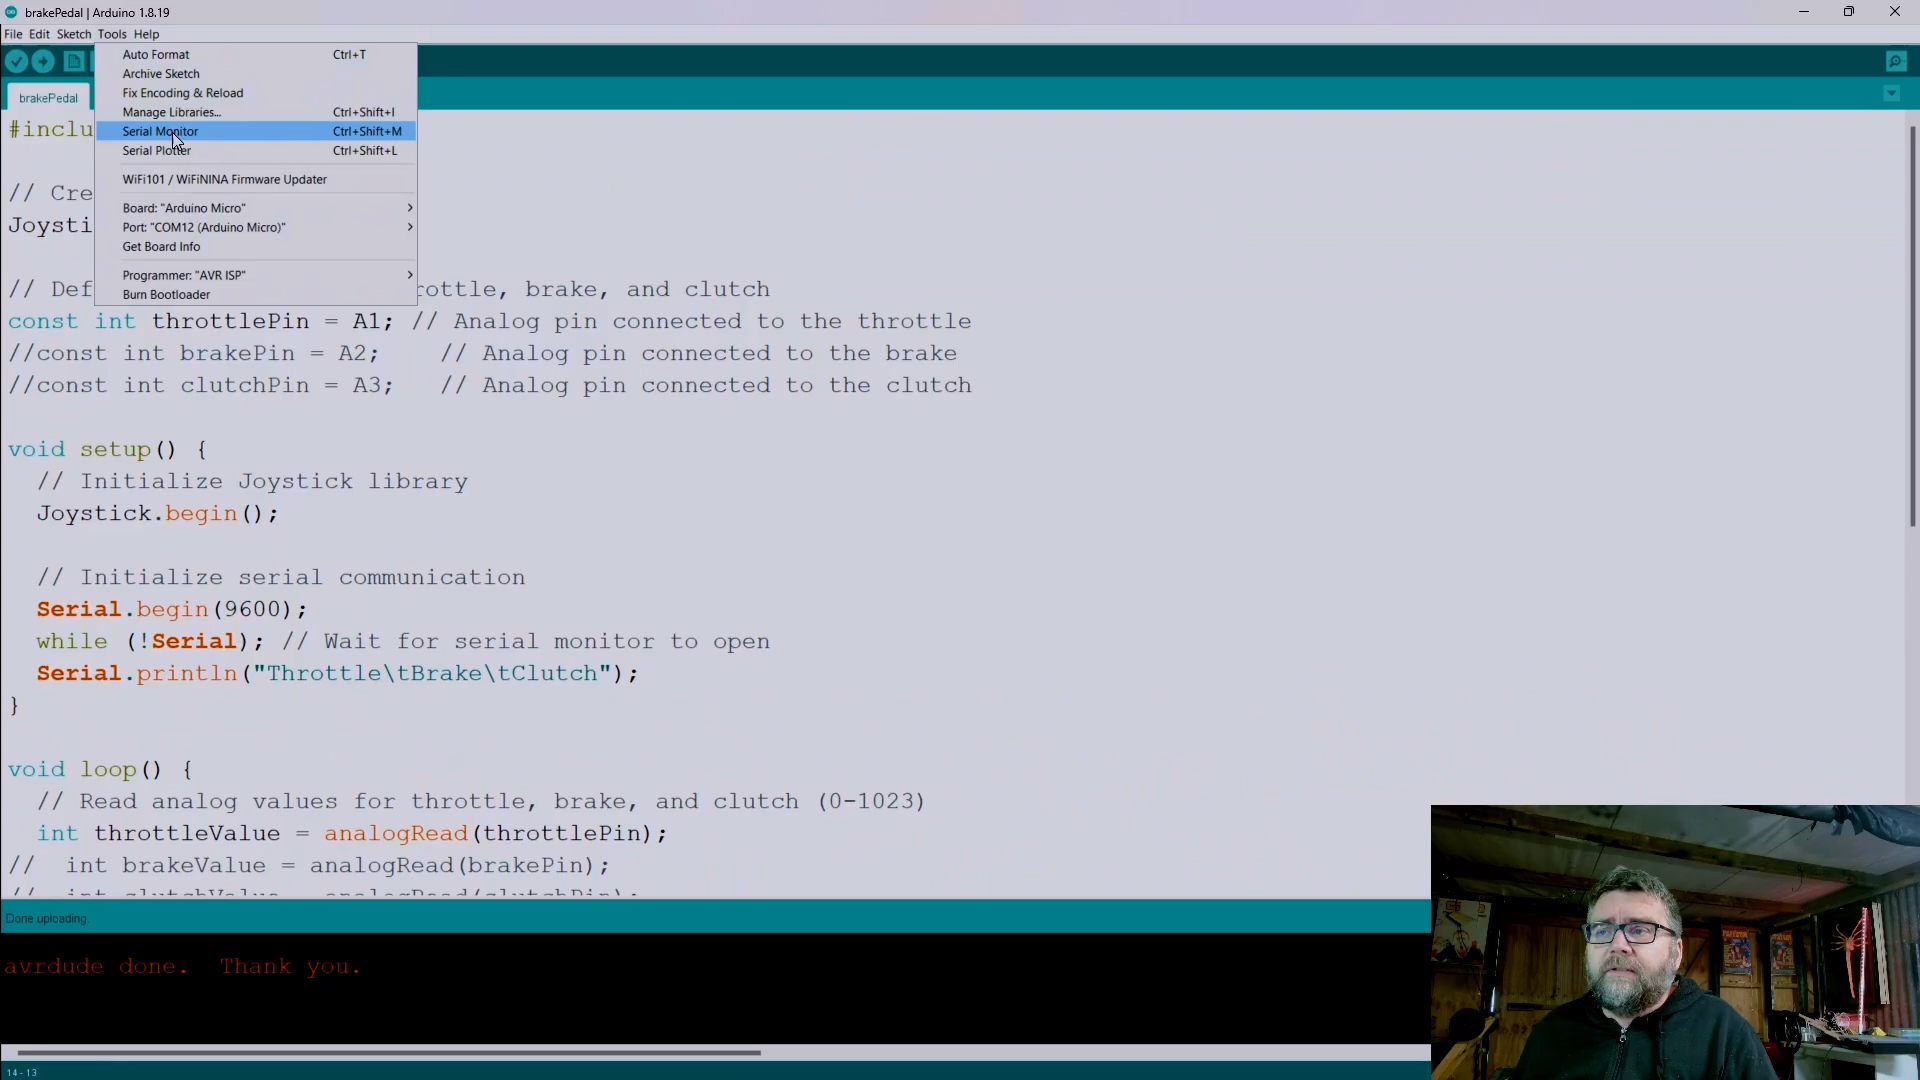 brakePedal | Arduino 1.8.19
File Edit Sketch Tools Help
Auto Format Ctrl+T
Archive Sketch
Fix Encoding & Reload
Manage Libraries... Ctrl+Shift+I
Serial Monitor Ctrl+Shift+M
Serial Plotter Ctrl+Shift+L
WiFi101 / WiFiNINA Firmware Updater
Board: "Arduino Micro"
Port: "COM12 (Arduino Micro)"
Get Board Info
Programmer: "AVR ISP"
Burn Bootloader
brakePedal
#inclu
// Cre
Joysti
// Def rottle, brake, and clutch
const int throttlePin = A1; // Analog pin connected to the throttle
//const int brakePin = A2; // Analog pin connected to the brake
//const int clutchPin = A3; // Analog pin connected to the clutch
void setup() {
// Initialize Joystick library
Joystick.begin();
// Initialize serial communication
Serial.begin(9600);
while (!Serial); // Wait for serial monitor to open
Serial.println("Throttle\tBrake\tClutch");
}
void loop() {
// Read analog values for throttle, brake, and clutch (0-1023)
int throttleValue = analogRead(throttlePin);
// int brakeValue = analogRead(brakePin);
// int clutchValue = analogRead(clutchPin);
Done uploading.
avrdude done. Thank you.
14 - 13